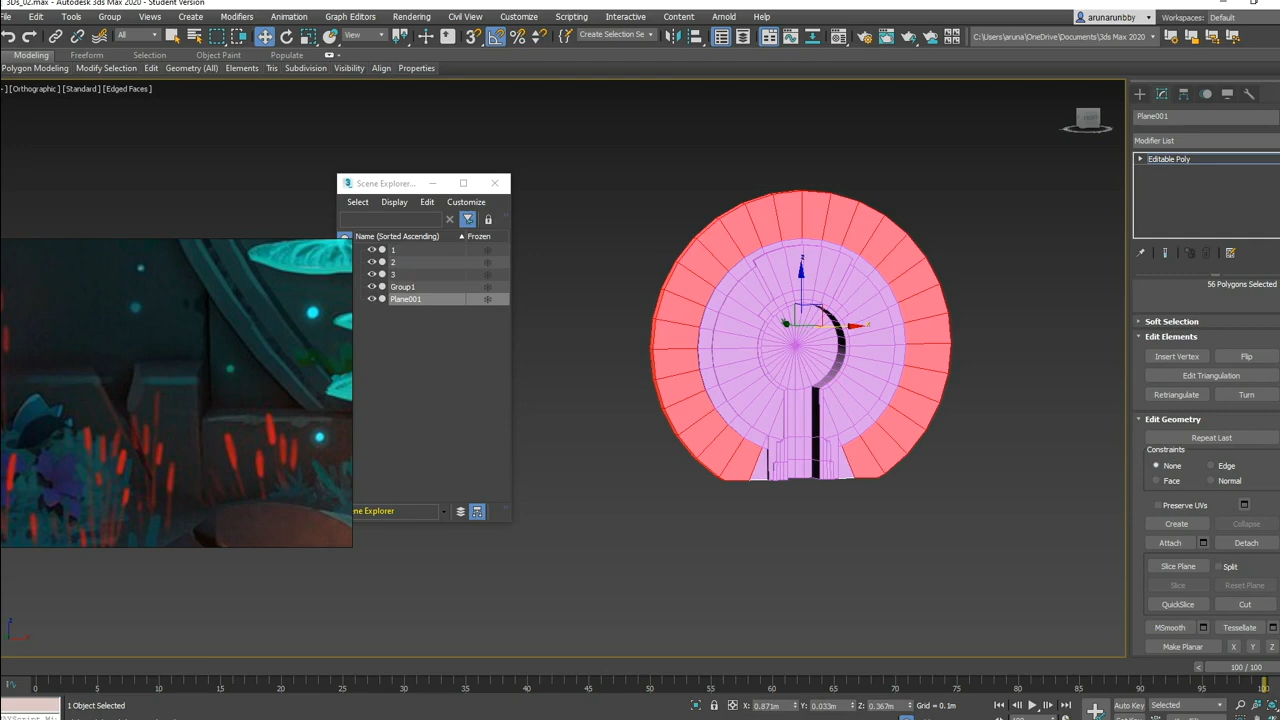 3Ds_02.max - Autodesk 3ds Max 2020 - Student Version
Edit Tools Group Views Create Modifiers Animation Graph Editors Rendering Civil View Customize Scripting Interactive Content Arnold Help
arunarunbby Workspaces: Default
All View Create Selection Se C:\Users\aruna\OneDrive\Documents\3ds Max 2020
Modeling Freeform Selection Object Paint Populate
Polygon Modeling Modify Selection Edit Geometry (All) Elements Tris Subdivision Visibility Align Properties
[Orthographic ] [Standard ] [Edged Faces ]
Plane001
Modifier List
Editable Poly
3 Scene Explorer...
Select Display Edit Customize
Name (Sorted Ascending) Frozen
1
2
3
Group1
Plane001
ne Explorer
56 Polygons Selected
Soft Selection
Edit Elements
Insert Vertex Flip
Edit Triangulation
Retriangulate Turn
Edit Geometry
Repeat Last
Constraints
None Edge
Face Normal
Preserve UVs
Create Collapse
Attach Detach
Slice Plane Split
Slice Reset Plane
QuickSlice Cut
MSmooth Tessellate
Make Planar X Y Z
100 / 100
0 5 10 15 20 25 30 35 40 45 50 55 60 65 70 75 80 85 90 95 100
1 Object Selected X: 0.871m Y: 0.033m Z: 0.367m Grid = 0.1m Auto Key Selected